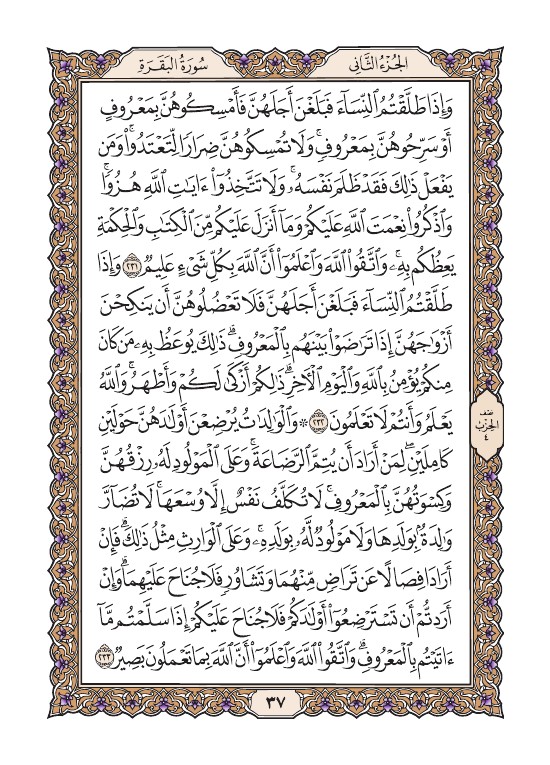 سُورَةُ البَقَرَةِ
الجُزْءُ الثَّانِي
وَإِذَا طَلَّقْتُمُ ٱلنِّسَآءَ فَبَلَغْنَ أَجَلَهُنَّ فَأَمْسِكُوهُنَّ بِمَعْرُوفٍ
أَوْ سَرِّحُوهُنَّ بِمَعْرُوفٖۚ وَلَا تُمْسِكُوهُنَّ ضِرَارٗا لِّتَعْتَدُواْۚ وَمَن
يَفْعَلْ ذَٰلِكَ فَقَدْ ظَلَمَ نَفْسَهُۥۚ وَلَا تَتَّخِذُوٓاْ ءَايَٰتِ ٱللَّهِ هُزُوٗاۚ
وَٱذْكُرُواْ نِعْمَتَ ٱللَّهِ عَلَيْكُمْ وَمَآ أَنزَلَ عَلَيْكُم مِّنَ ٱلْكِتَٰبِ وَٱلْحِكْمَةِ
يَعِظُكُم بِهِۦۚ وَٱتَّقُواْ ٱللَّهَ وَٱعْلَمُوٓاْ أَنَّ ٱللَّهَ بِكُلِّ شَيْءٍ عَلِيمٞ ٢٣١ وَإِذَا
طَلَّقْتُمُ ٱلنِّسَآءَ فَبَلَغْنَ أَجَلَهُنَّ فَلَا تَعْضُلُوهُنَّ أَن يَنكِحْنَ
أَزْوَٰجَهُنَّ إِذَا تَرَٰضَوْاْ بَيْنَهُم بِٱلْمَعْرُوفِۗ ذَٰلِكَ يُوعَظُ بِهِۦ مَن كَانَ
مِنكُمْ يُؤْمِنُ بِٱللَّهِ وَٱلْيَوْمِ ٱلْأٓخِرِۗ ذَٰلِكُمْ أَزْكَىٰ لَكُمْ وَأَطْهَرُۚ وَٱللَّهُ
يَعْلَمُ وَأَنتُمْ لَا تَعْلَمُونَ ٢٣٢ ۞ وَٱلْوَٰلِدَٰتُ يُرْضِعْنَ أَوْلَٰدَهُنَّ حَوْلَيْنِ
كَامِلَيْنِۖ لِمَنْ أَرَادَ أَن يُتِمَّ ٱلرَّضَاعَةَۚ وَعَلَى ٱلْمَوْلُودِ لَهُۥ رِزْقُهُنَّ
وَكِسْوَتُهُنَّ بِٱلْمَعْرُوفِۚ لَا تُكَلَّفُ نَفْسٌ إِلَّا وُسْعَهَاۚ لَا تُضَآرَّ
وَٰلِدَةُۢ بِوَلَدِهَا وَلَا مَوْلُودٞ لَّهُۥ بِوَلَدِهِۦۚ وَعَلَى ٱلْوَارِثِ مِثْلُ ذَٰلِكَۗ فَإِنْ
أَرَادَا فِصَالًا عَن تَرَاضٖ مِّنْهُمَا وَتَشَاوُرٖ فَلَا جُنَاحَ عَلَيْهِمَاۗ وَإِنْ
أَرَدتُّمْ أَن تَسْتَرْضِعُوٓاْ أَوْلَٰدَكُمْ فَلَا جُنَاحَ عَلَيْكُمْ إِذَا سَلَّمْتُم مَّآ
ءَاتَيْتُم بِٱلْمَعْرُوفِۗ وَٱتَّقُواْ ٱللَّهَ وَٱعْلَمُوٓاْ أَنَّ ٱللَّهَ بِمَا تَعْمَلُونَ بَصِيرٞ ٢٣٣
نصف
الحزب
٤
٣٧